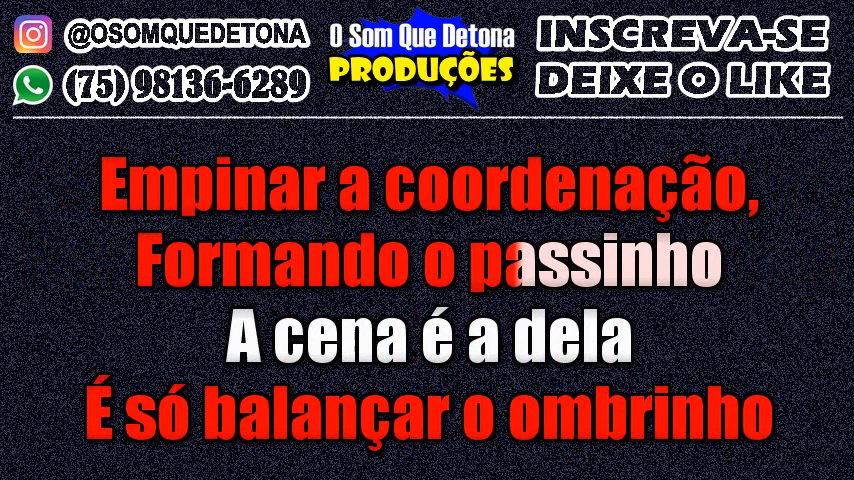 @OSOMQUEDETONA
(75) 98136-6289
O Som Que Detona
PRODUÇÕES
INSCREVA-SE
DEIXE O LIKE
Empinar a coordenação,
Formando o passinho
A cena é a dela
É só balançar o ombrinho